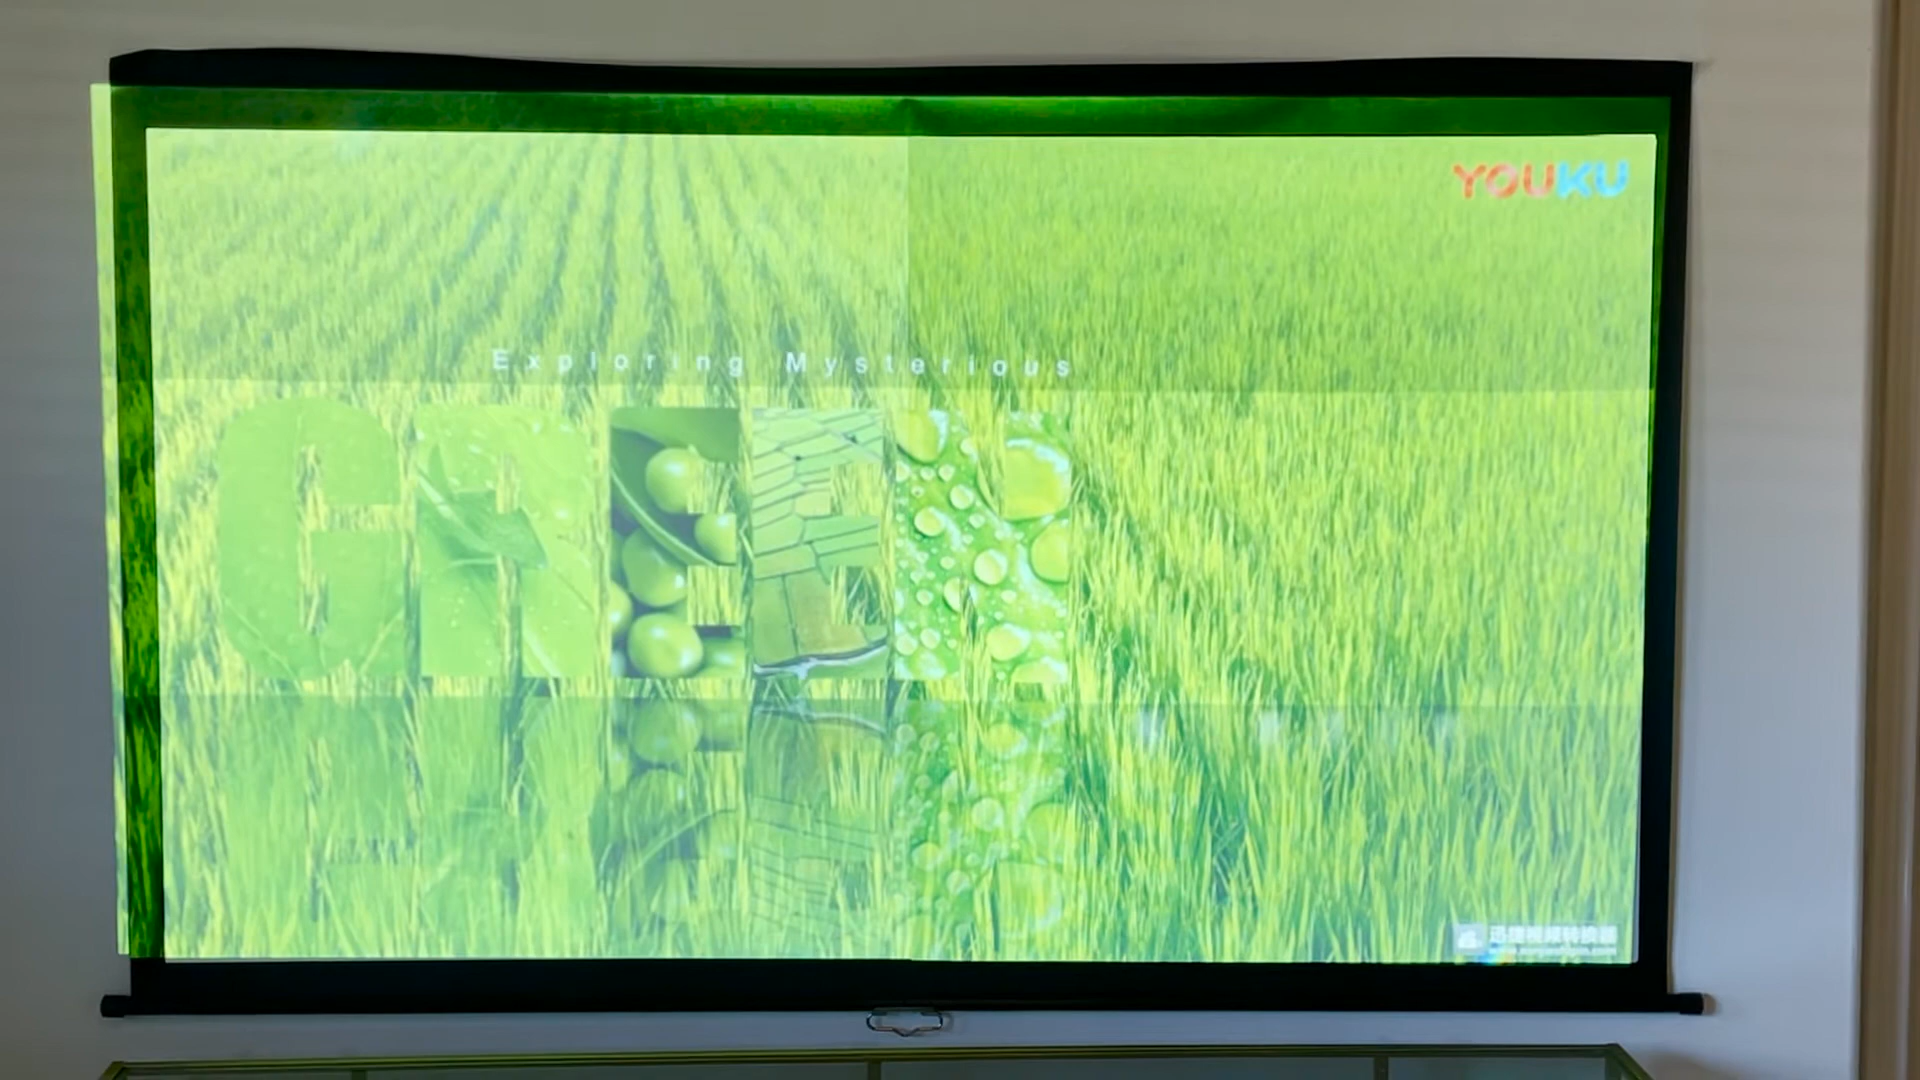 YOUKU
Exploring Mysterious
GREEN
迅捷视频转换器